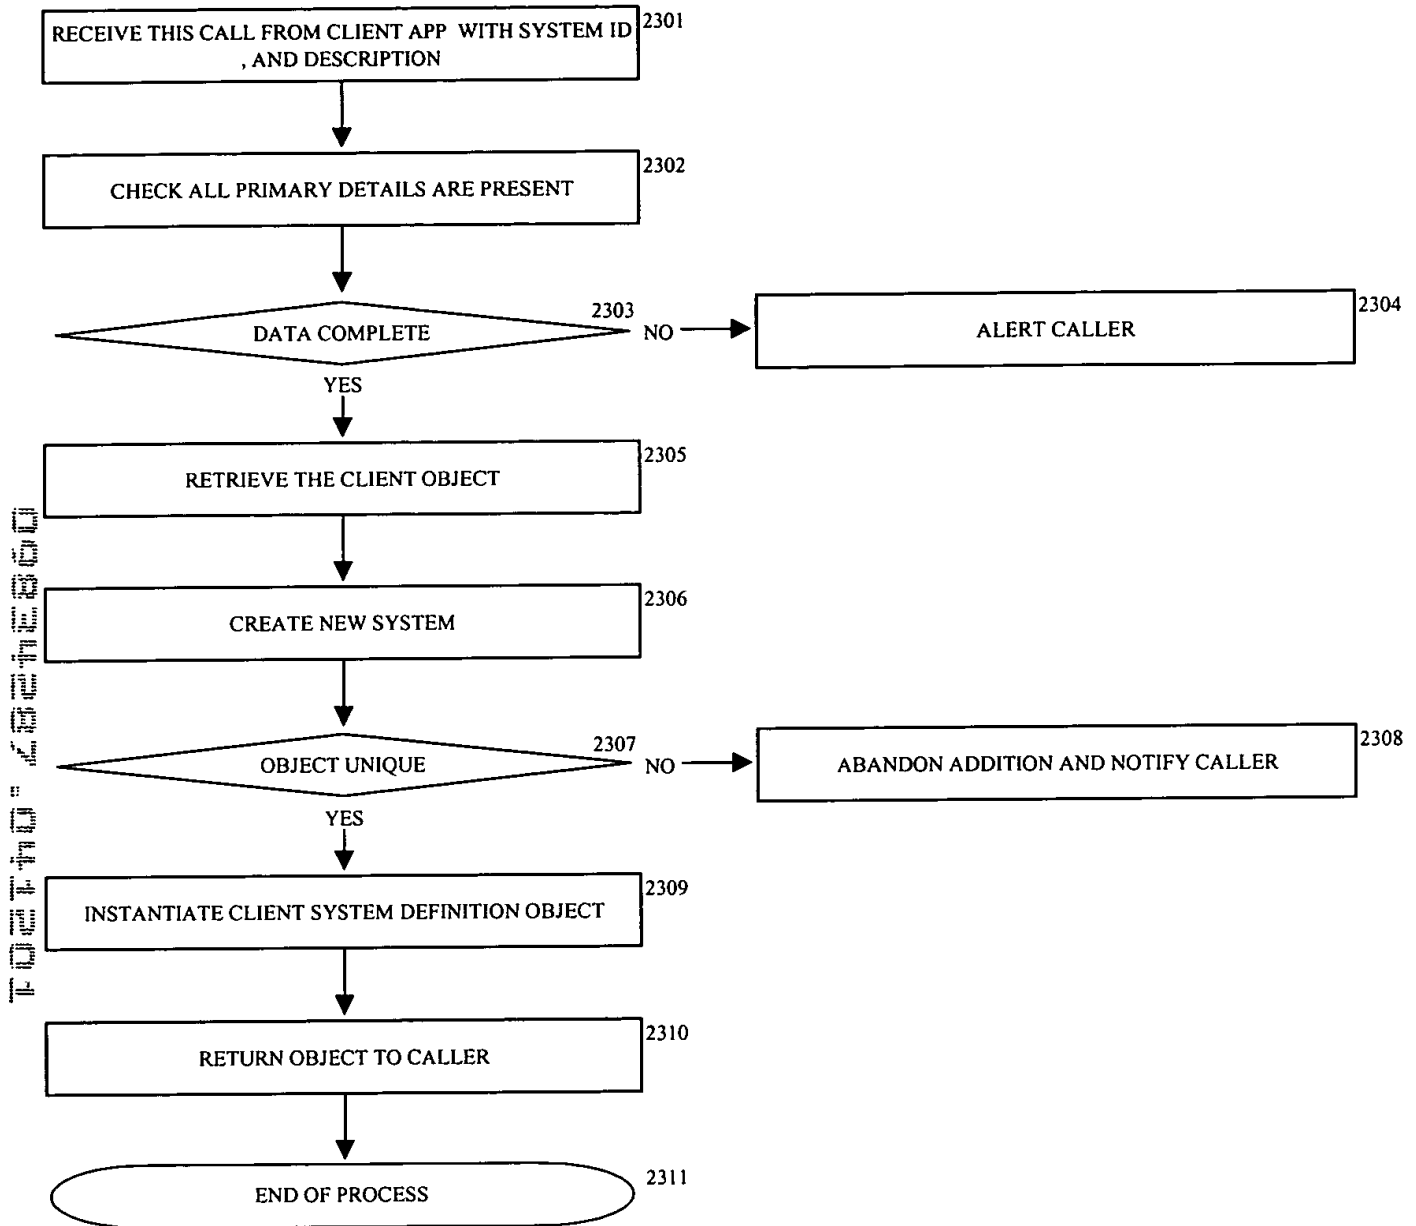 RECEIVE THIS CALL FROM CLIENT APP WITH SYSTEM ID
, AND DESCRIPTION
2301
CHECK ALL PRIMARY DETAILS ARE PRESENT
2302
DATA COMPLETE
2303
NO
ALERT CALLER
2304
YES
RETRIEVE THE CLIENT OBJECT
2305
CREATE NEW SYSTEM
2306
OBJECT UNIQUE
2307
NO
ABANDON ADDITION AND NOTIFY CALLER
2308
YES
INSTANTIATE CLIENT SYSTEM DEFINITION OBJECT
2309
RETURN OBJECT TO CALLER
2310
END OF PROCESS
2311